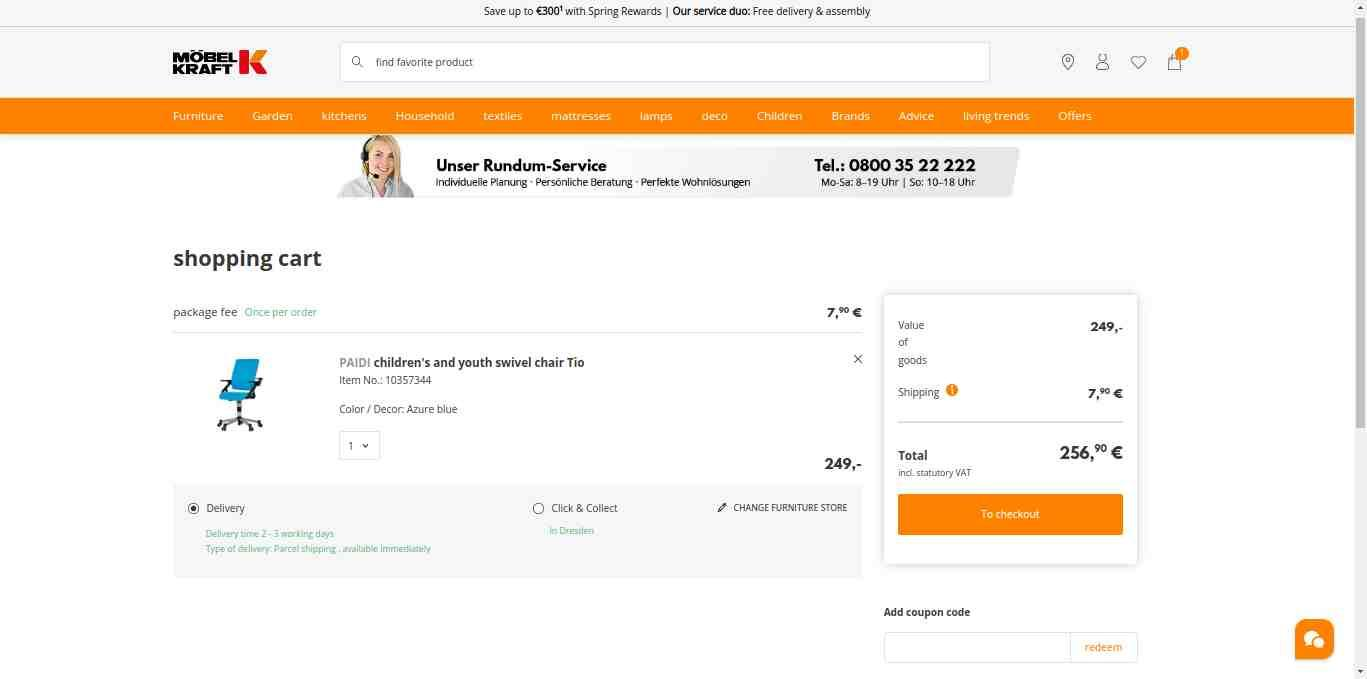 Save up to €300¹ with Spring Rewards | Our service duo: Free delivery & assembly
MÖBEL
KRAFT
find favorite product
1
Furniture Garden kitchens Household textiles mattresses lamps deco Children Brands Advice living trends Offers
Unser Rundum-Service
Individuelle Planung · Persönliche Beratung · Perfekte Wohnlösungen
Tel.: 0800 35 22 222
Mo-Sa: 8–19 Uhr | So: 10–18 Uhr
shopping cart
package fee Once per order 7,⁹⁰ €
PAIDI children's and youth swivel chair Tio
Item No.: 10357344
Color / Decor: Azure blue
1
249,-
Delivery
Delivery time 2 - 3 working days
Type of delivery: Parcel shipping , available immediately
Click & Collect
In Dresden
CHANGE FURNITURE STORE
Value
of
goods
249,-
Shipping 7,⁹⁰ €
Total 256,⁹⁰ €
incl. statutory VAT
To checkout
Add coupon code
redeem